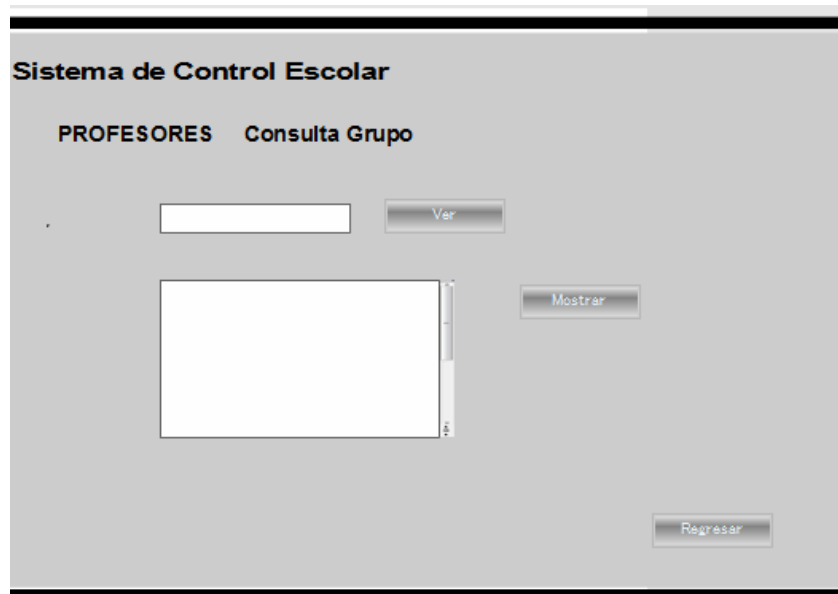 Sistema de Control Escolar
PROFESORES Consulta Grupo
Ver
Mostrar
Regresar